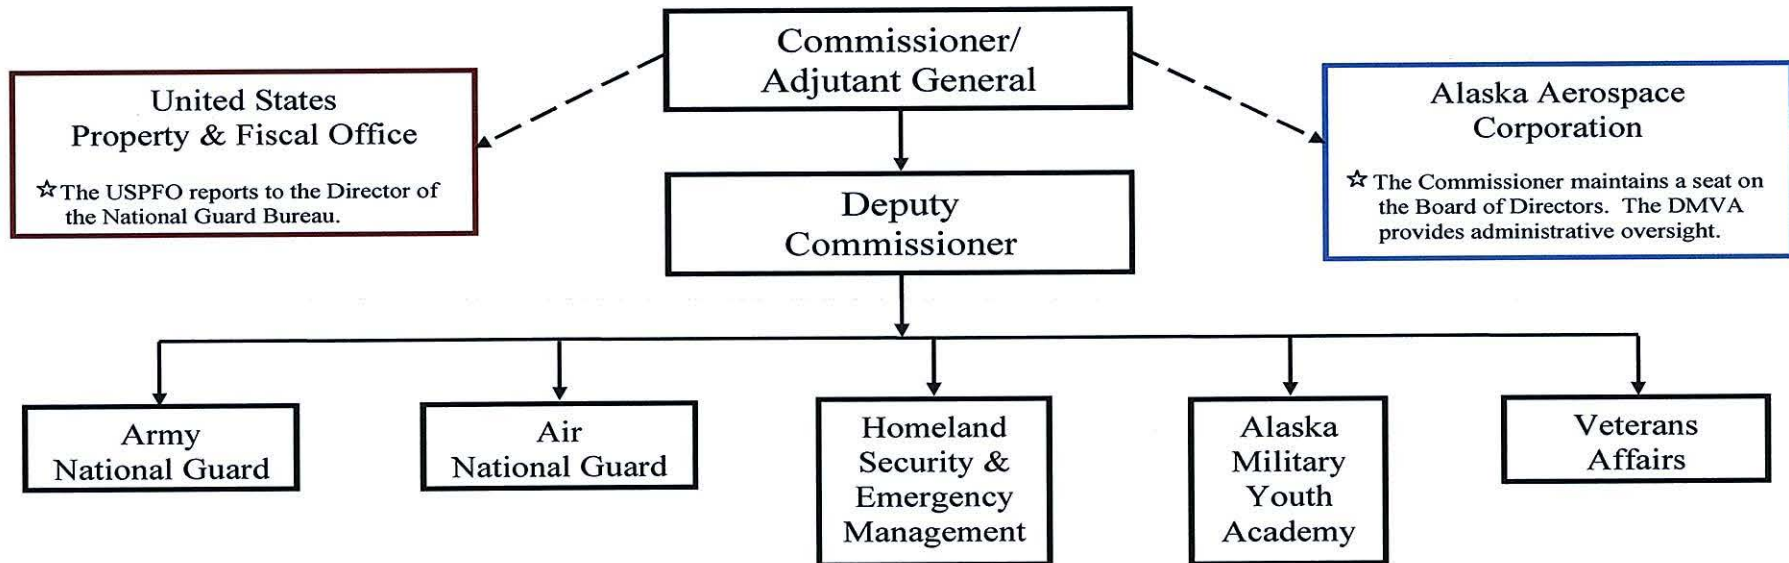 Commissioner/
Adjutant General
United States
Property & Fiscal Office
☆ The USPFO reports to the Director of
the National Guard Bureau.
Alaska Aerospace
Corporation
☆ The Commissioner maintains a seat on
the Board of Directors. The DMVA
provides administrative oversight.
Deputy
Commissioner
Army
National Guard
Air
National Guard
Homeland
Security &
Emergency
Management
Alaska
Military
Youth
Academy
Veterans
Affairs